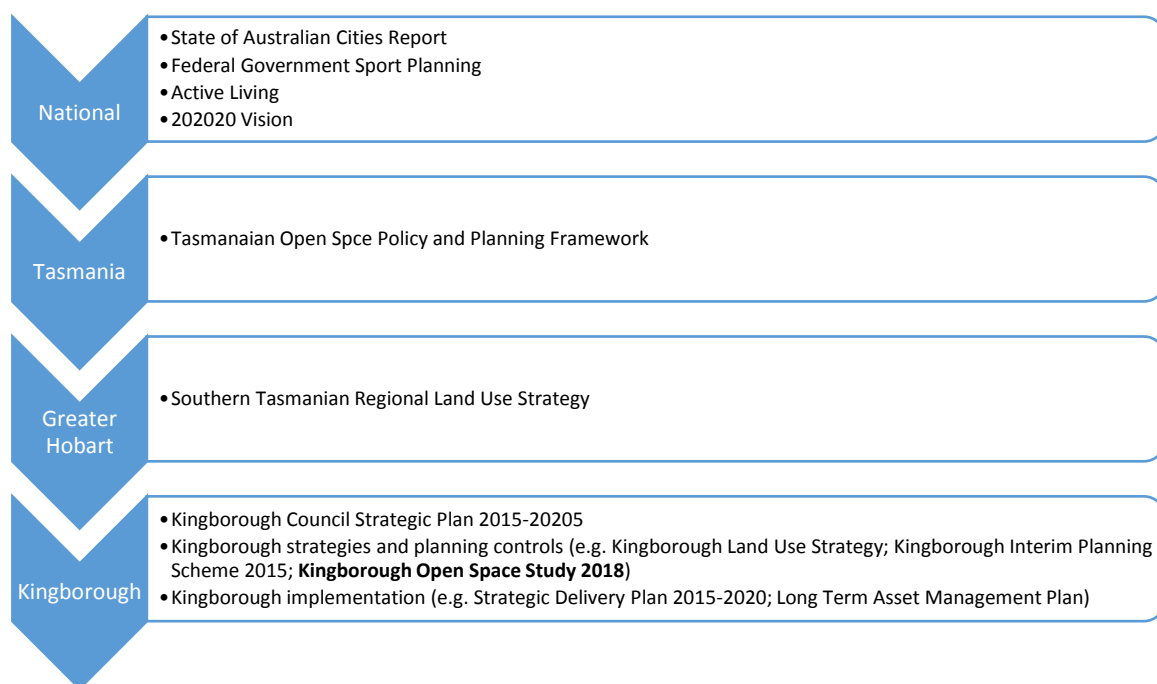 National
•State of Australian Cities Report
•Federal Government Sport Planning
•Active Living
•202020 Vision
Tasmania
•Tasmanaian Open Spce Policy and Planning Framework
Greater
Hobart
•Southern Tasmanian Regional Land Use Strategy
Kingborough
•Kingborough Council Strategic Plan 2015-20205
•Kingborough strategies and planning controls (e.g. Kingborough Land Use Strategy; Kingborough Interim Planning
Scheme 2015; Kingborough Open Space Study 2018)
•Kingborough implementation (e.g. Strategic Delivery Plan 2015-2020; Long Term Asset Management Plan)